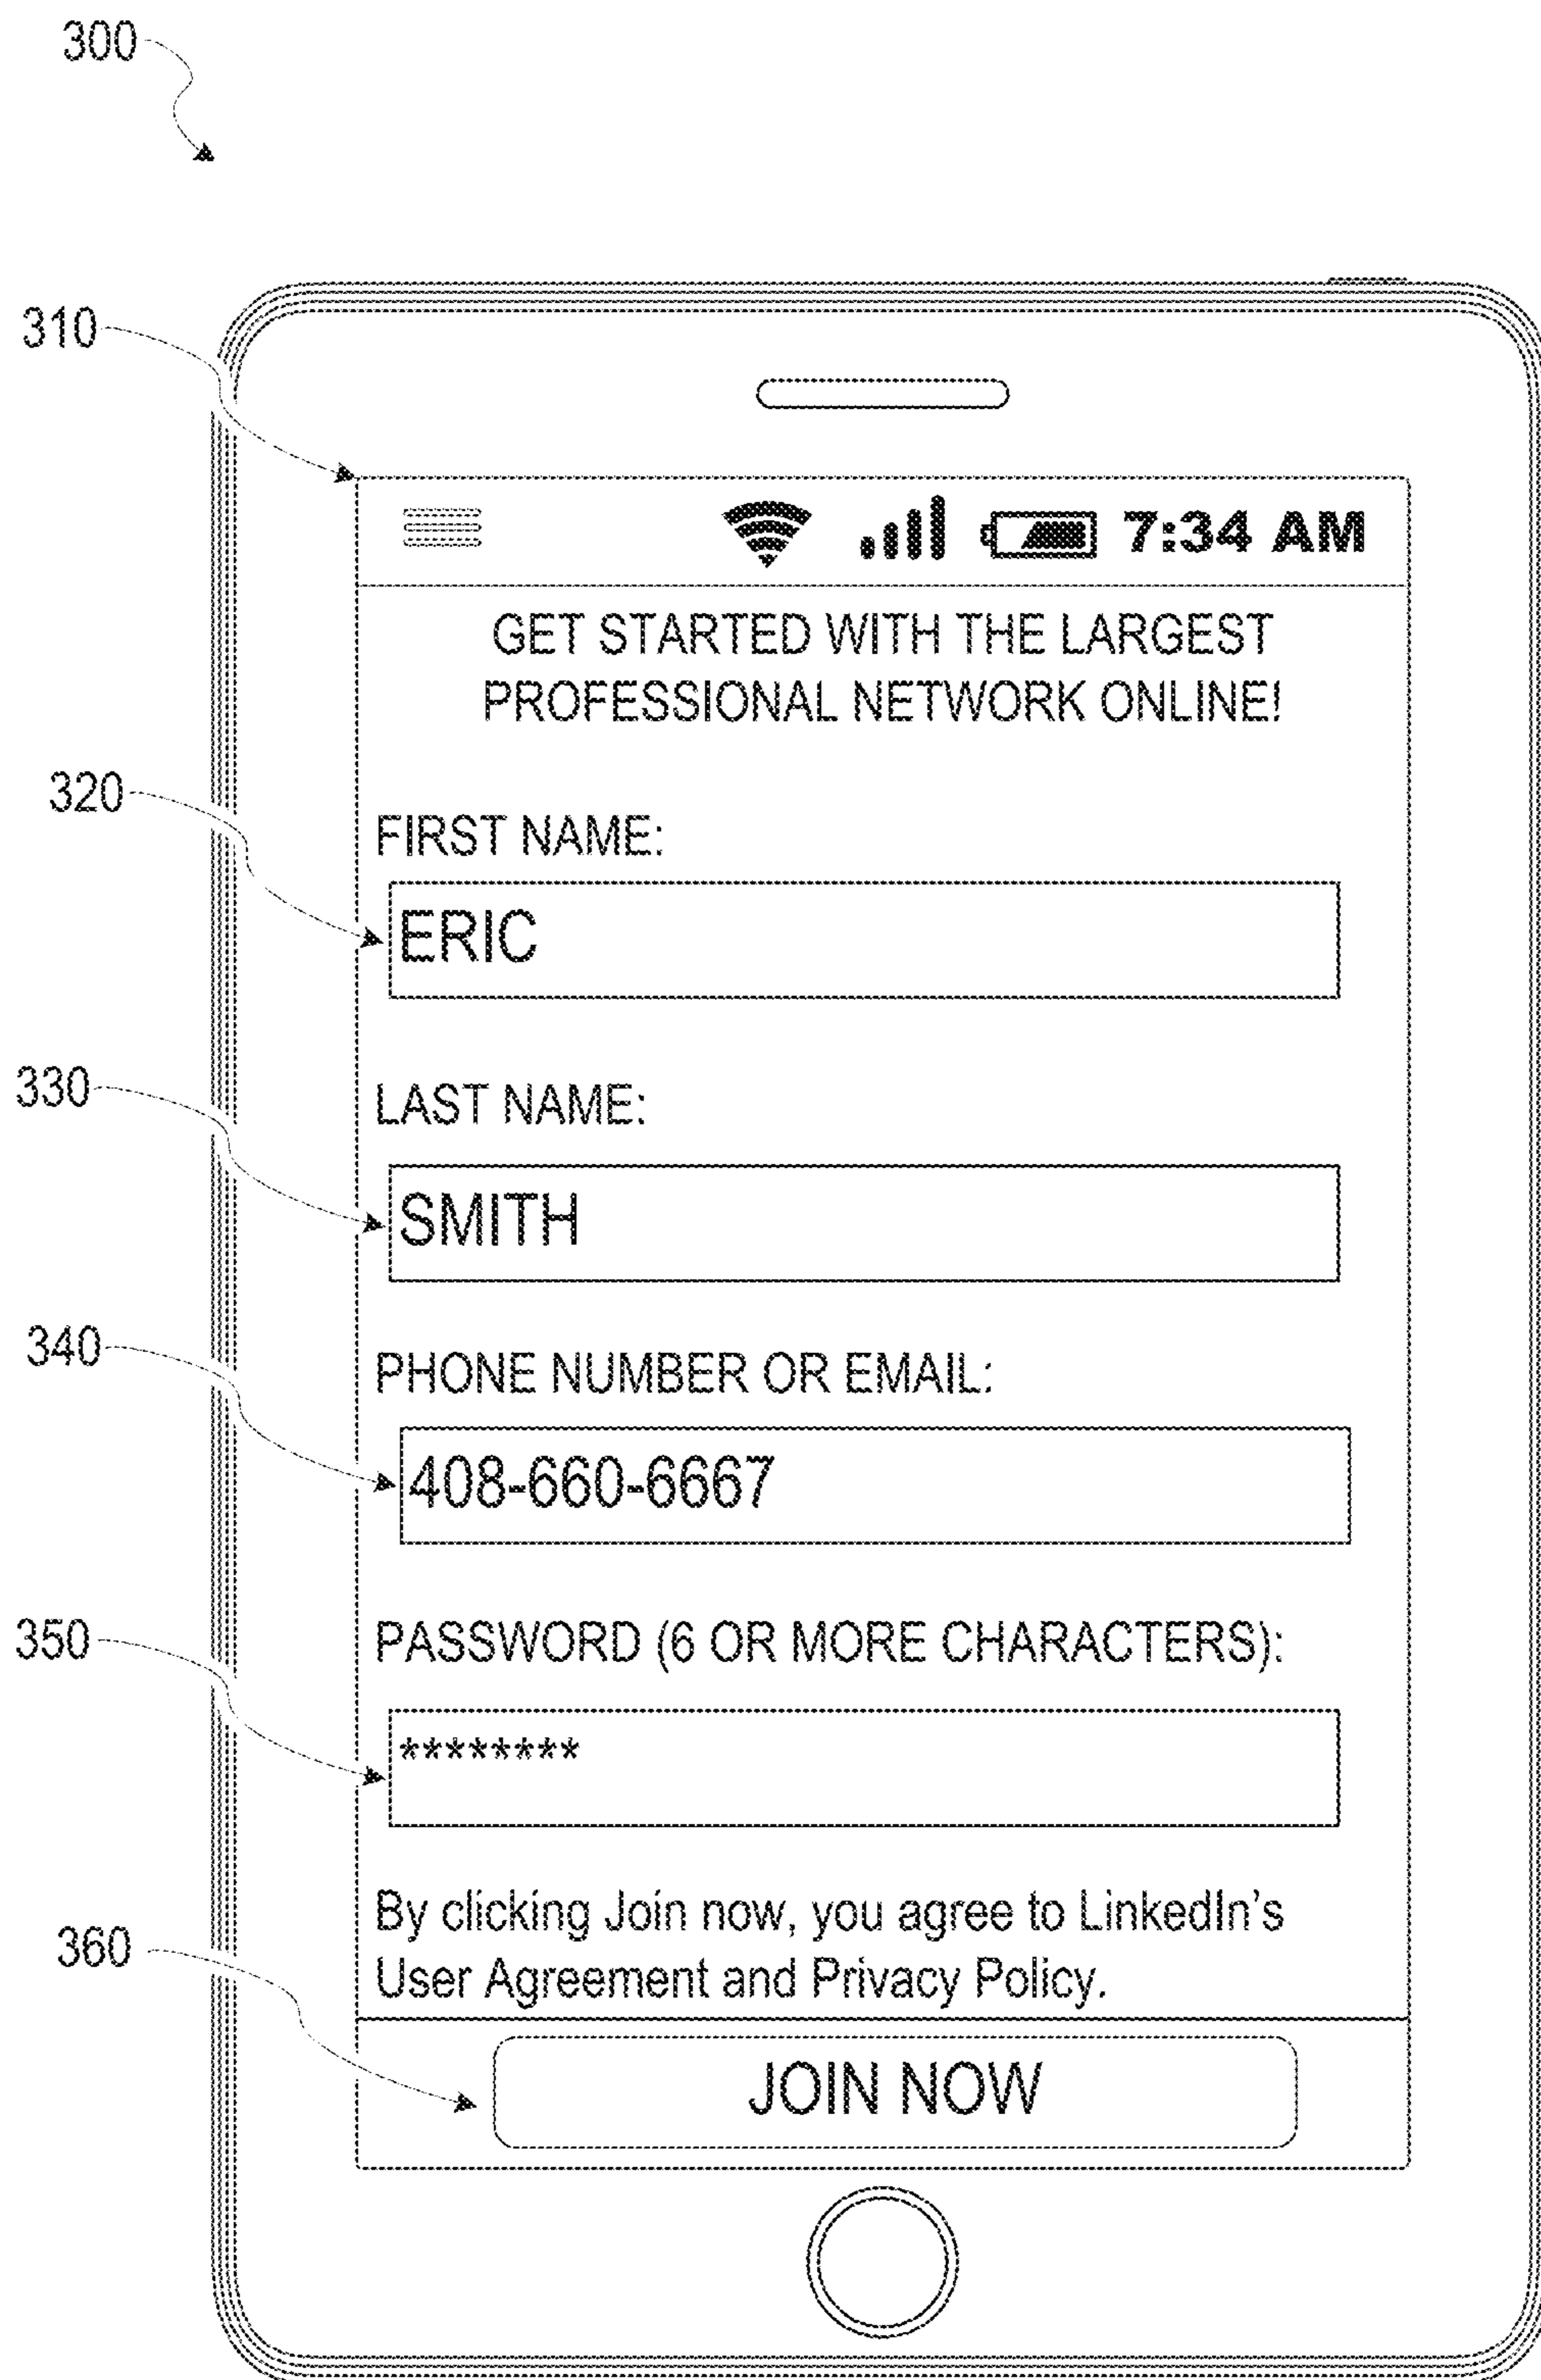 300
310
7:34 AM
GET STARTED WITH THE LARGEST
PROFESSIONAL NETWORK ONLINE!
320
FIRST NAME:
ERIC
330
LAST NAME:
SMITH
340
PHONE NUMBER OR EMAIL:
408-660-6667
350
PASSWORD (6 OR MORE CHARACTERS):
********
By clicking Join now, you agree to LinkedIn's
User Agreement and Privacy Policy.
360
JOIN NOW